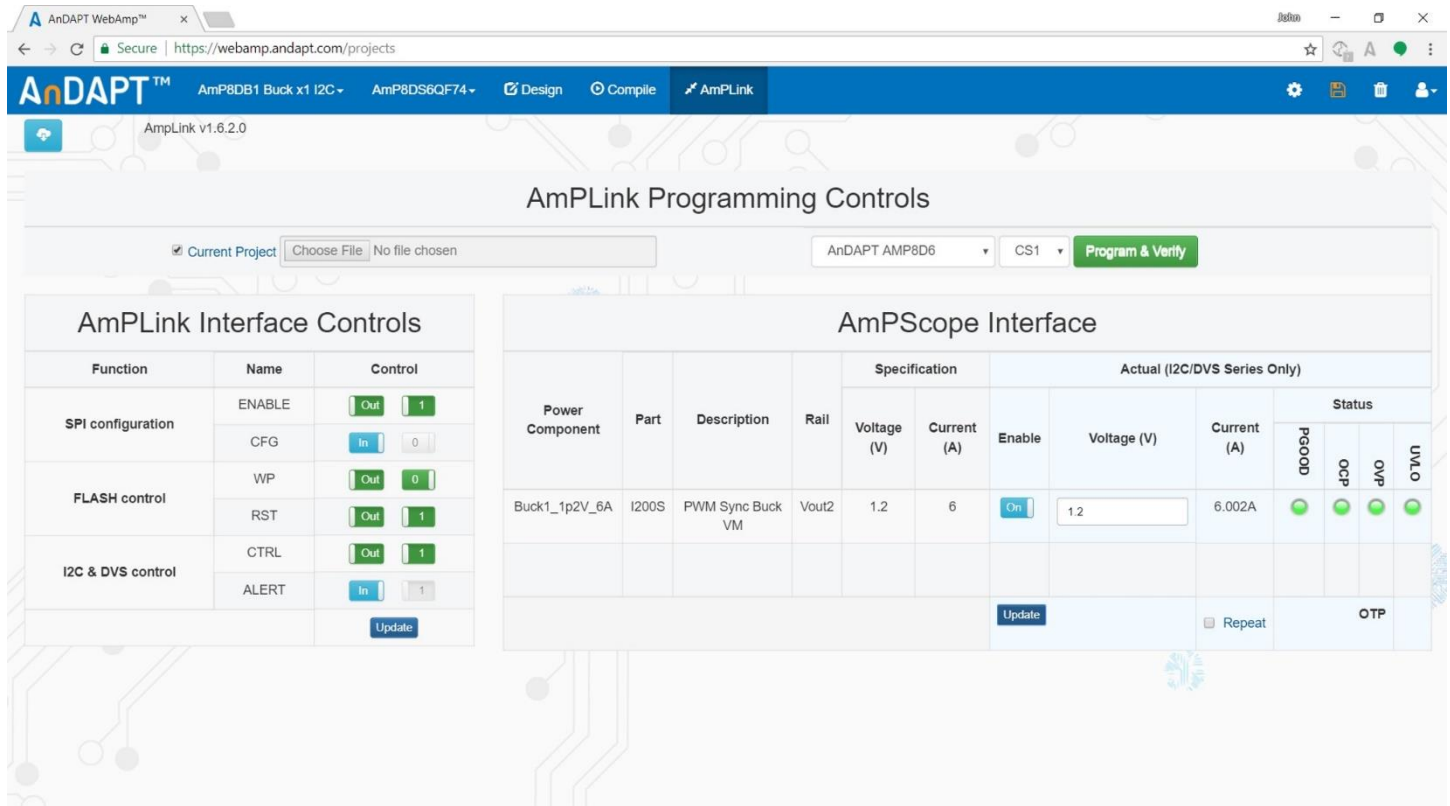 AnDAPT WebAmp™
John
Secure | https://webamp.andapt.com/projects
AnDAPT™ AmP8DB1 Buck x1 I2C AmP8DS6QF74 Design Compile AmPLink
AmpLink v1.6.2.0
AmPLink Programming Controls
Current Project Choose File No file chosen AnDAPT AMP8D6 CS1 Program & Verify
AmPLink Interface Controls
Function Name Control
SPI configuration
ENABLE Out 1
CFG In 0
FLASH control
WP Out 0
RST Out 1
I2C & DVS control
CTRL Out 1
ALERT In 1
Update
AmPScope Interface
Power Component Part Description Rail
Specification
Voltage (V) Current (A)
Actual (I2C/DVS Series Only)
Enable Voltage (V) Current (A)
Status
PGOOD OCP OVP UVLO
Buck1_1p2V_6A I200S PWM Sync Buck VM Vout2 1.2 6 On 1.2 6.002A
Update Repeat OTP